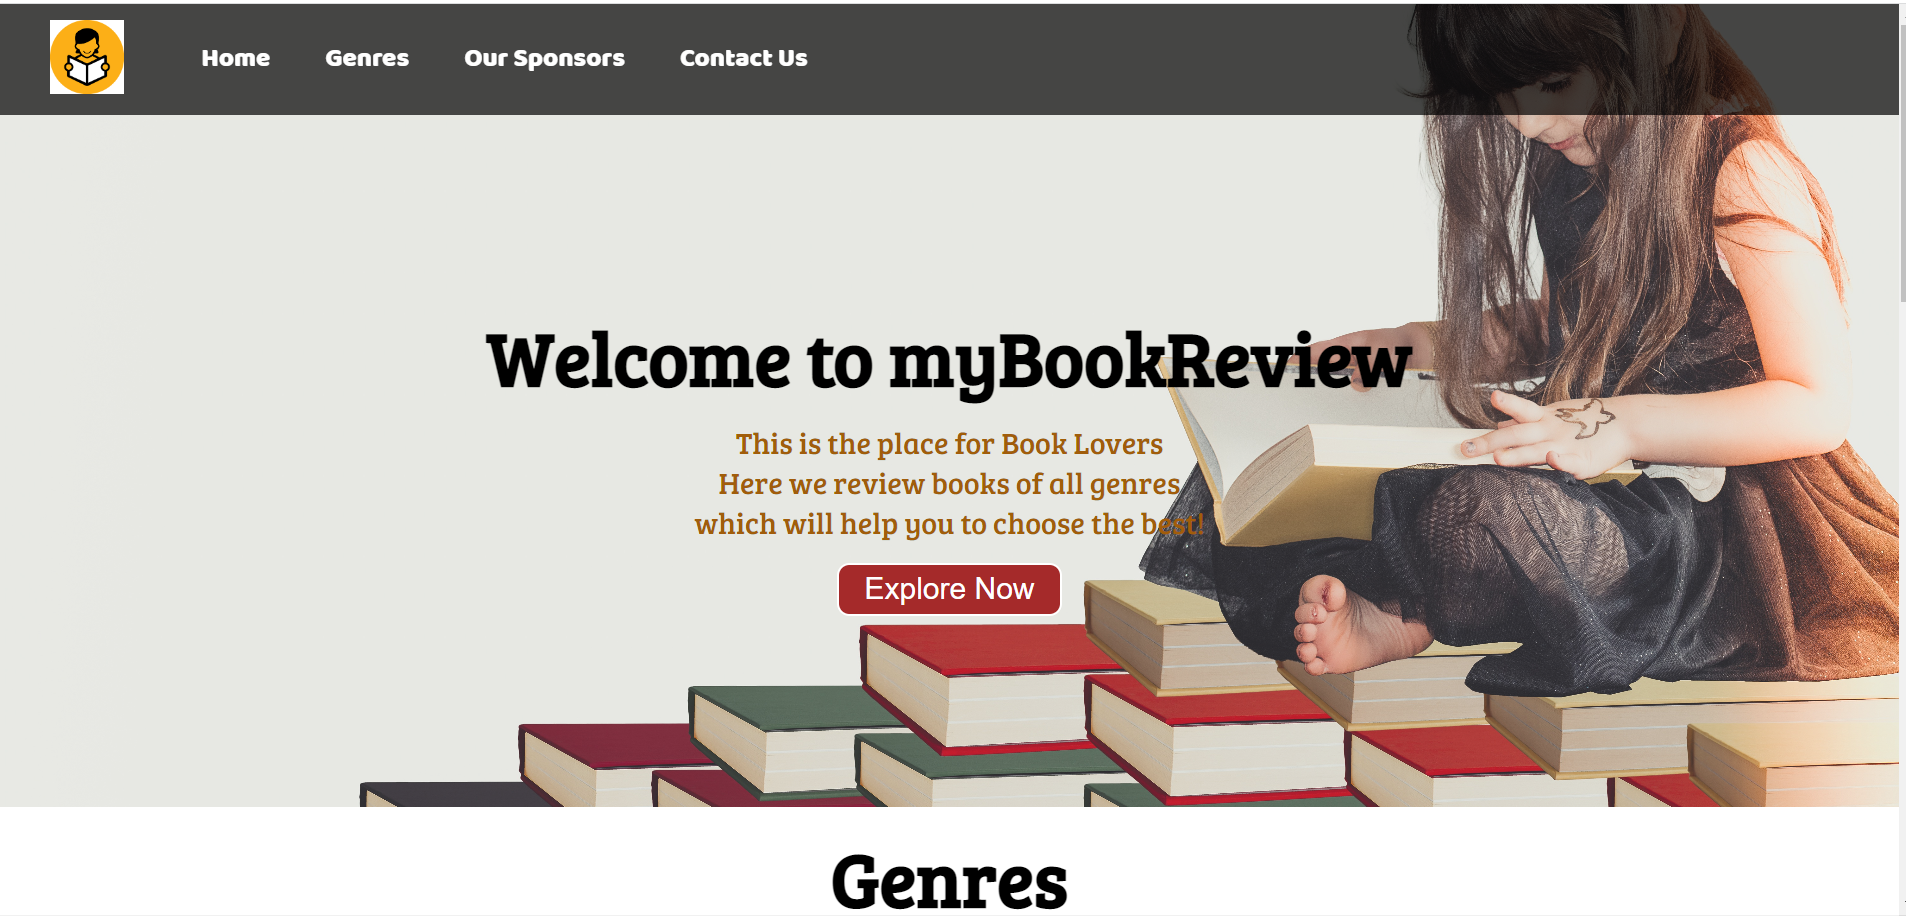 Home
Genres
Our Sponsors
Contact Us
Welcome to myBookReview
This is the place for Book Lovers
Here we review books of all genres
which will help you to choose the best!
Explore Now
Genres